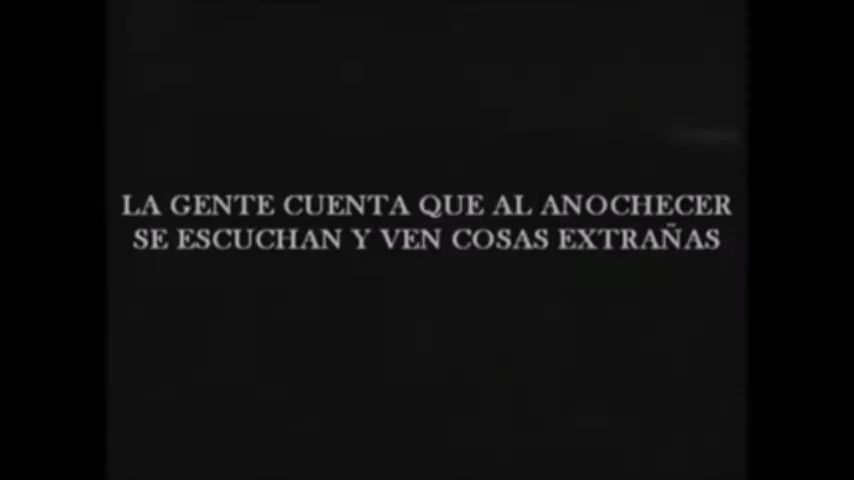 LA GENTE CUENTA QUE AL ANOCHECER
SE ESCUCHAN Y VEN COSAS EXTRAÑAS